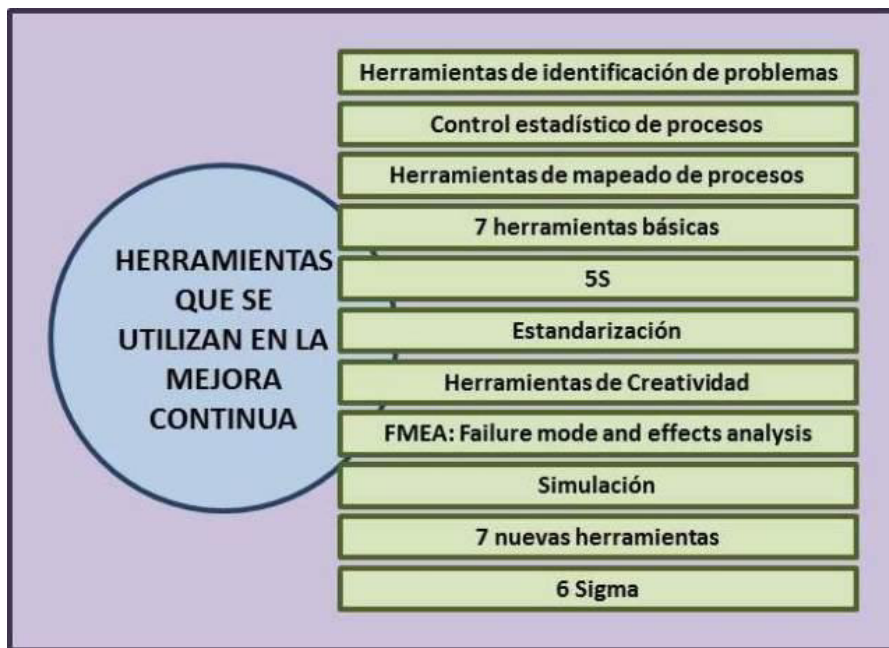 HERRAMIENTAS
QUE SE
UTILIZAN EN LA
MEJORA
CONTINUA
Herramientas de identificación de problemas
Control estadístico de procesos
Herramientas de mapeado de procesos
7 herramientas básicas
5S
Estandarización
Herramientas de Creatividad
FMEA: Failure mode and effects analysis
Simulación
7 nuevas herramientas
6 Sigma